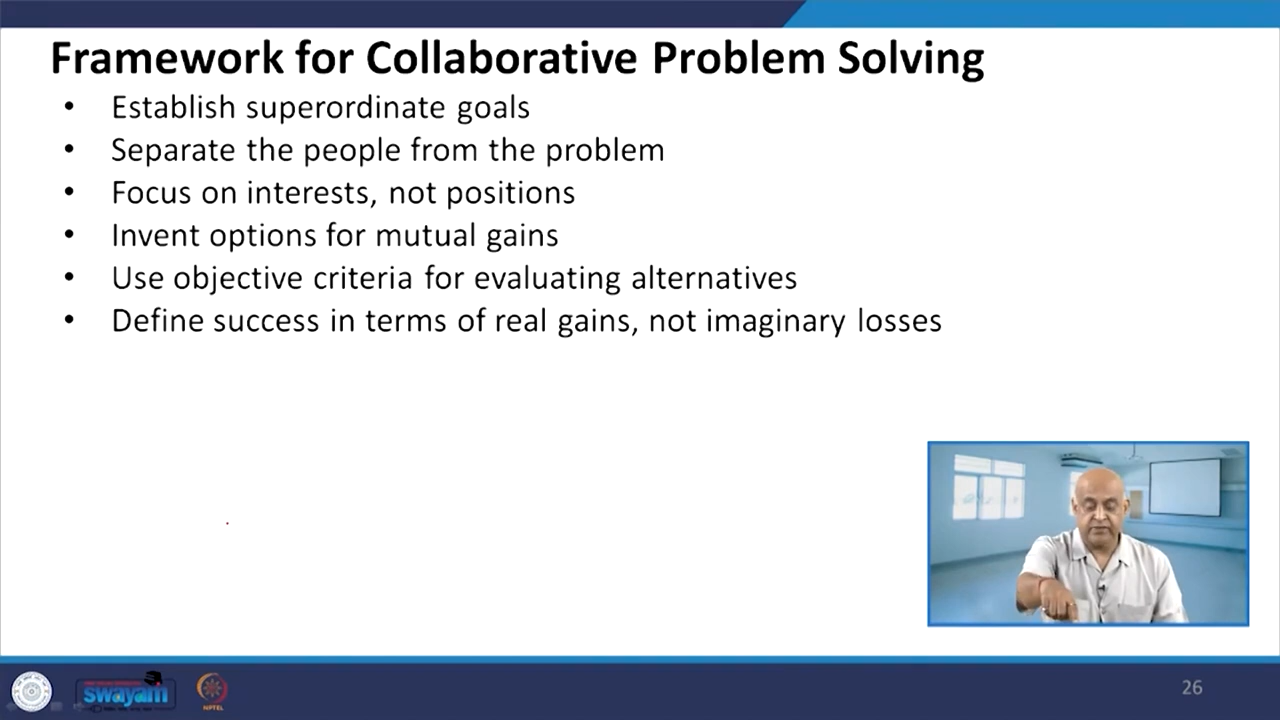 Framework for Collaborative Problem Solving
• Establish superordinate goals
• Separate the people from the problem
• Focus on interests, not positions
• Invent options for mutual gains
• Use objective criteria for evaluating alternatives
• Define success in terms of real gains, not imaginary losses
swayam
NPTEL
26